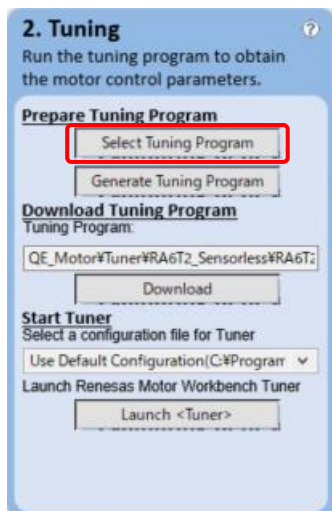 2. Tuning
?
Run the tuning program to obtain
the motor control parameters.
Prepare Tuning Program
Select Tuning Program
Generate Tuning Program
Download Tuning Program
Tuning Program:
QE_Motor¥Tuner¥RA6T2_Sensorless¥RA6T2
Download
Start Tuner
Select a configuration file for Tuner
Use Default Configuration(C:¥Program
Launch Renesas Motor Workbench Tuner
Launch <Tuner>